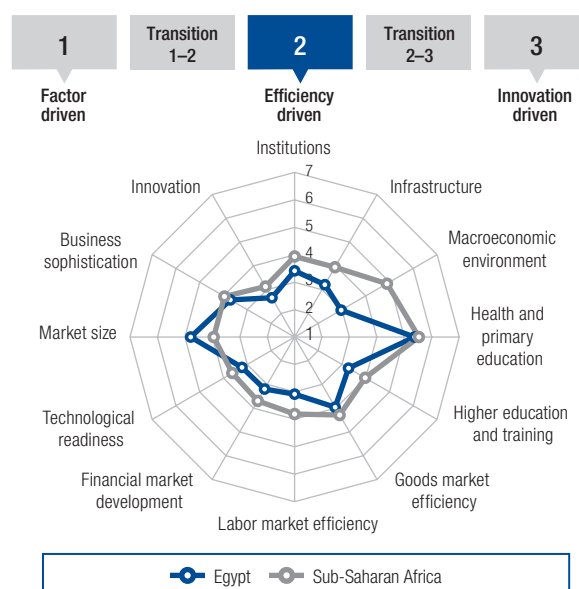 1
Transition
1–2
2
Transition
2–3
3
Factor
driven
Efficiency
driven
Innovation
driven
Institutions
Infrastructure
Macroeconomic
environment
Health and
primary
education
Higher education
and training
Goods market
efficiency
Labor market efficiency
Financial market
development
Technological
readiness
Market size
Business
sophistication
Innovation
7
6
5
4
3
2
1
Egypt Sub-Saharan Africa